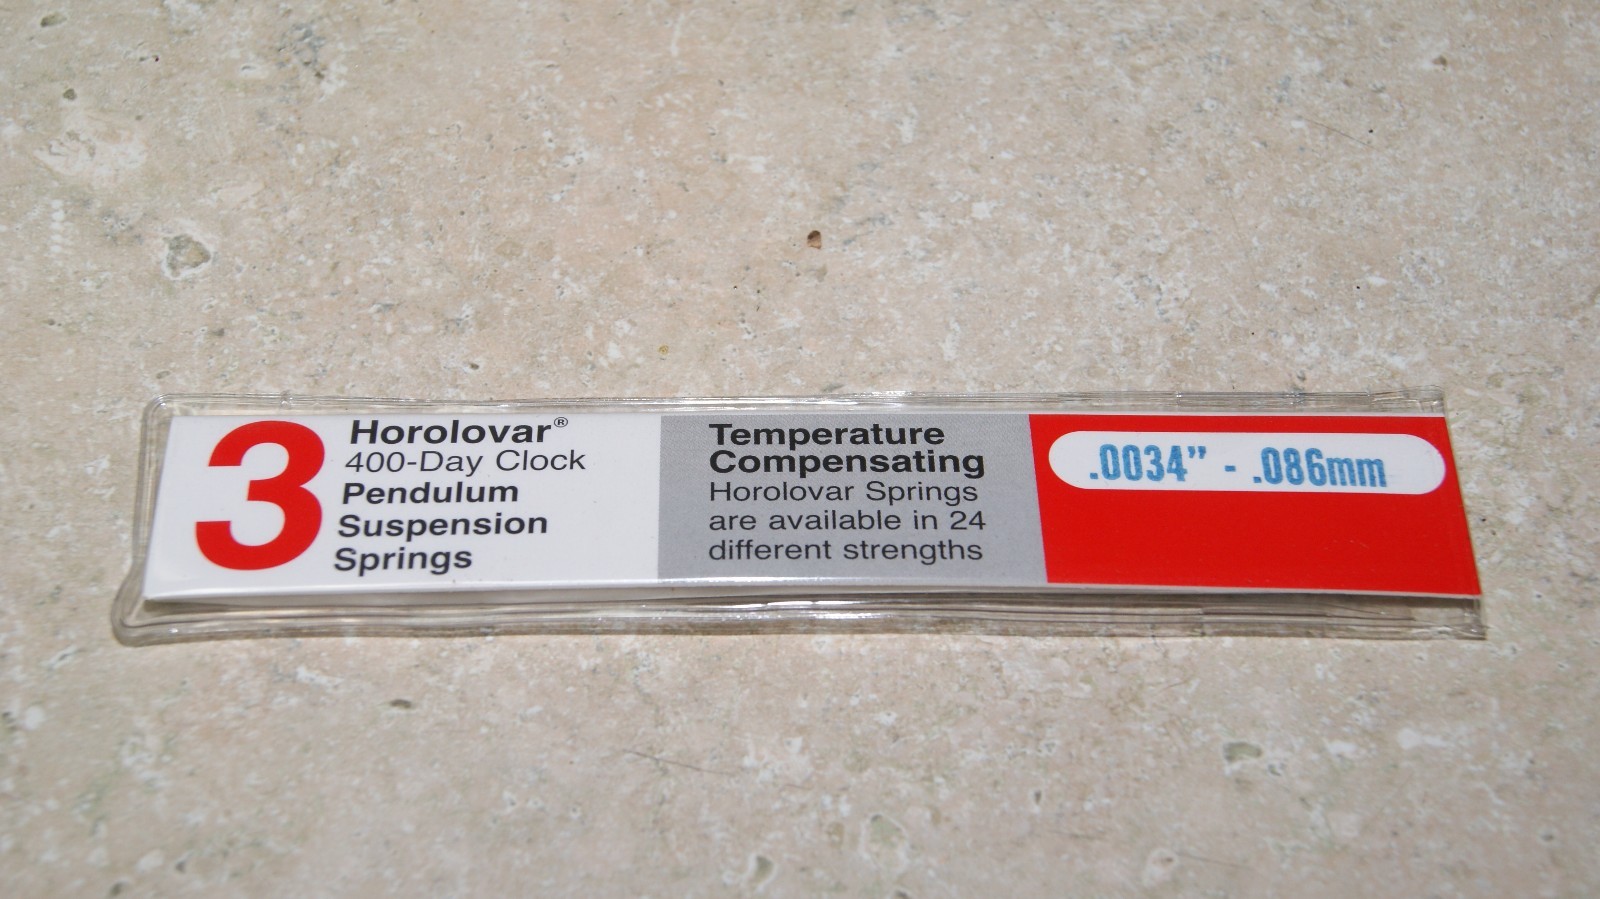 3
Horolovar®
400-Day Clock
Pendulum
Suspension
Springs
Temperature
Compensating
Horolovar Springs
are available in 24
different strengths
.0034” - .086mm